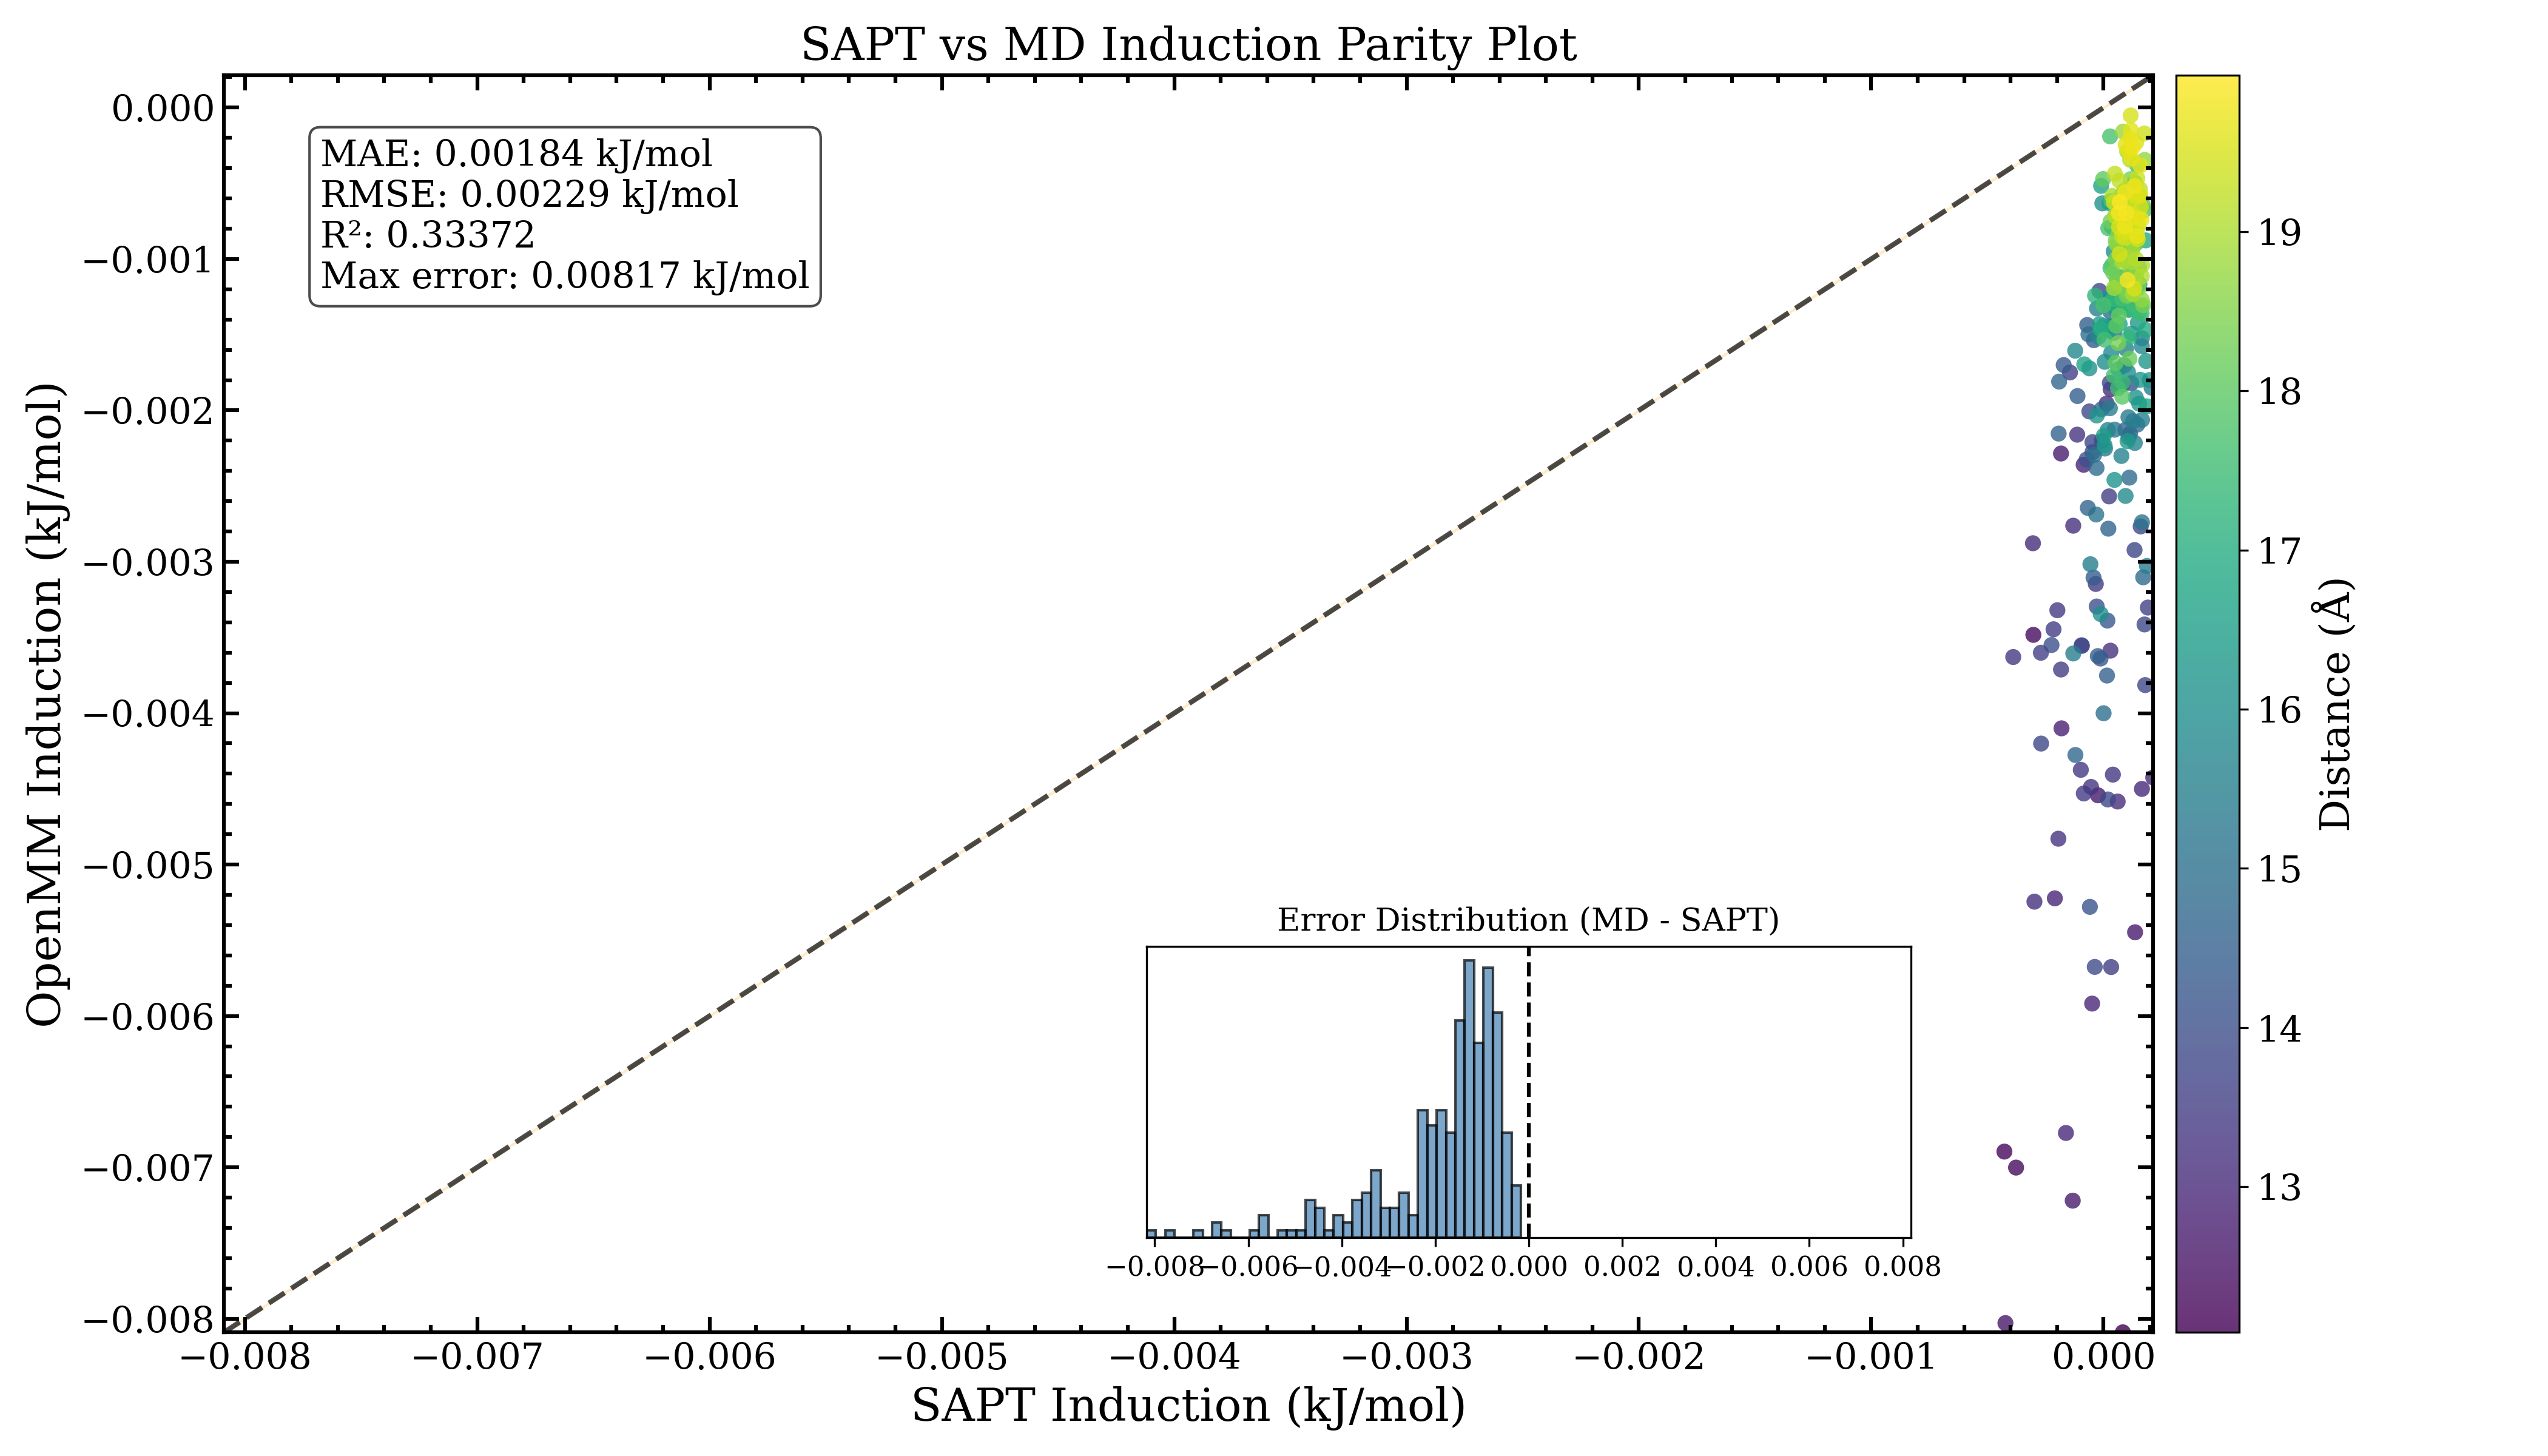 SAPT vs MD Induction Parity Plot
MAE: 0.00184 kJ/mol
RMSE: 0.00229 kJ/mol
R²: 0.33372
Max error: 0.00817 kJ/mol
OpenMM Induction (kJ/mol)
0.000
−0.001
−0.002
−0.003
−0.004
−0.005
−0.006
−0.007
−0.008
Error Distribution (MD - SAPT)
−0.008 −0.006 −0.004 −0.002 0.000 0.002 0.004 0.006 0.008
−0.008 −0.007 −0.006 −0.005 −0.004 −0.003 −0.002 −0.001 0.000
SAPT Induction (kJ/mol)
19
18
17
16
15
14
13
Distance (Å)